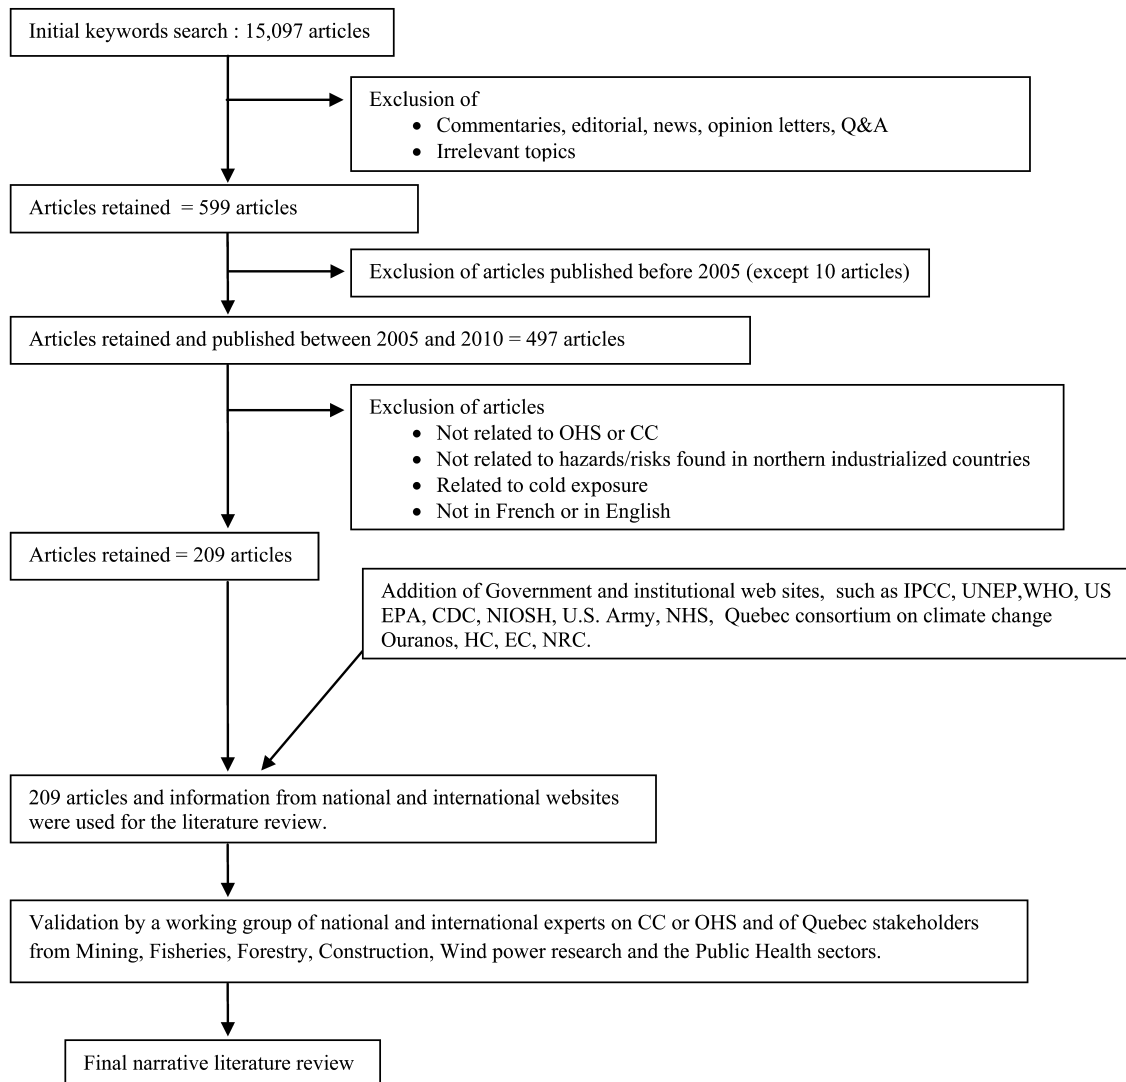 Initial keywords search : 15,097 articles
Exclusion of
• Commentaries, editorial, news, opinion letters, Q&A
• Irrelevant topics
Articles retained = 599 articles
Exclusion of articles published before 2005 (except 10 articles)
Articles retained and published between 2005 and 2010 = 497 articles
Exclusion of articles
• Not related to OHS or CC
• Not related to hazards/risks found in northern industrialized countries
• Related to cold exposure
• Not in French or in English
Articles retained = 209 articles
Addition of Government and institutional web sites, such as IPCC, UNEP,WHO, US
EPA, CDC, NIOSH, U.S. Army, NHS, Quebec consortium on climate change
Ouranos, HC, EC, NRC.
209 articles and information from national and international websites
were used for the literature review.
Validation by a working group of national and international experts on CC or OHS and of Quebec stakeholders
from Mining, Fisheries, Forestry, Construction, Wind power research and the Public Health sectors.
Final narrative literature review